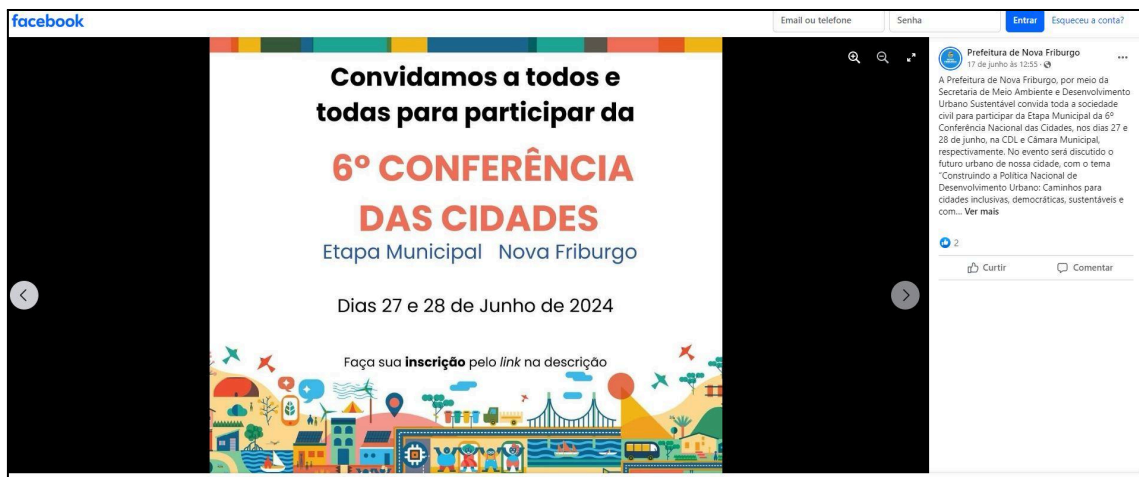 facebook
Email ou telefone
Senha
Entrar
Esqueceu a conta?
Convidamos a todos e
todas para participar da
6º CONFERÊNCIA
DAS CIDADES
Etapa Municipal Nova Friburgo
Dias 27 e 28 de Junho de 2024
Faça sua inscrição pelo link na descrição
Prefeitura de Nova Friburgo
17 de junho às 12:55 ·
A Prefeitura de Nova Friburgo, por meio da
Secretaria de Meio Ambiente e Desenvolvimento
Urbano Sustentável convida toda a sociedade
civil para participar da Etapa Municipal da 6º
Conferência Nacional das Cidades, nos dias 27 e
28 de junho, na CDL e Câmara Municipal,
respectivamente. No evento será discutido o
futuro urbano de nossa cidade, com o tema
"Construindo a Política Nacional de
Desenvolvimento Urbano: Caminhos para
cidades inclusivas, democráticas, sustentáveis e
com... Ver mais
2
Curtir
Comentar